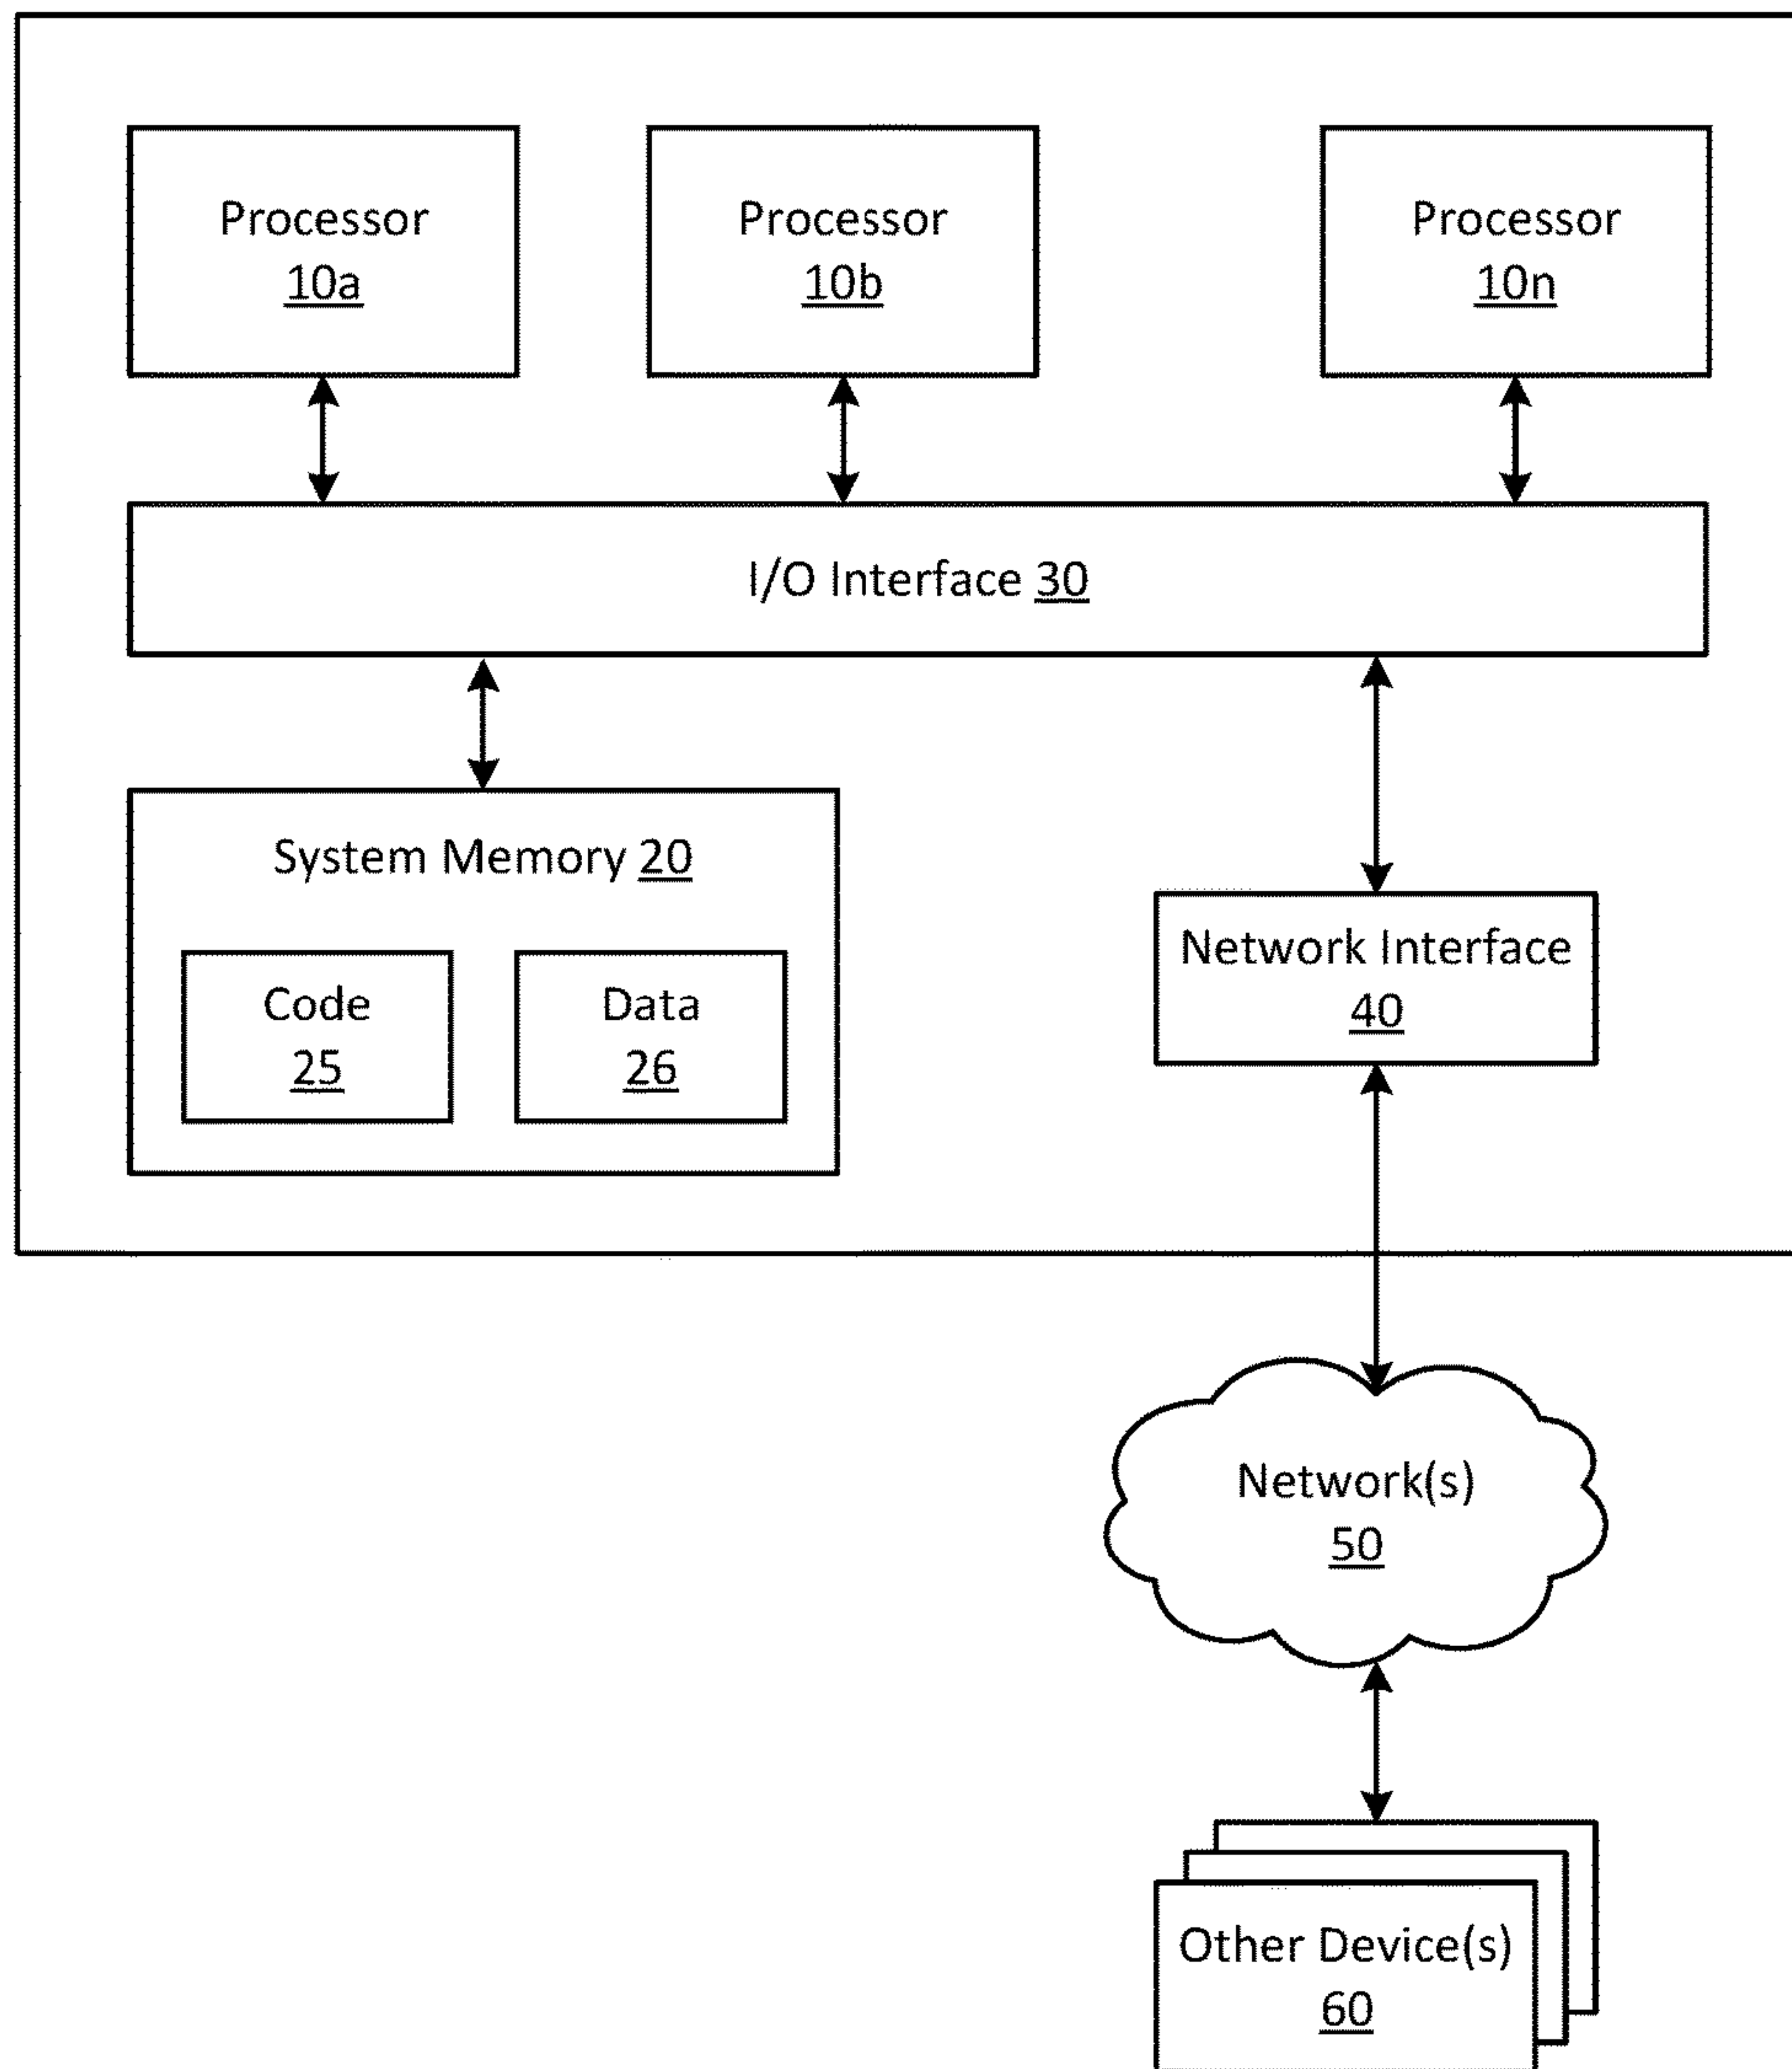 Processor
10a
Processor
10b
Processor
10n
I/O Interface 30
System Memory 20
Code
25
Data
26
Network Interface
40
Network(s)
50
Other Device(s)
60